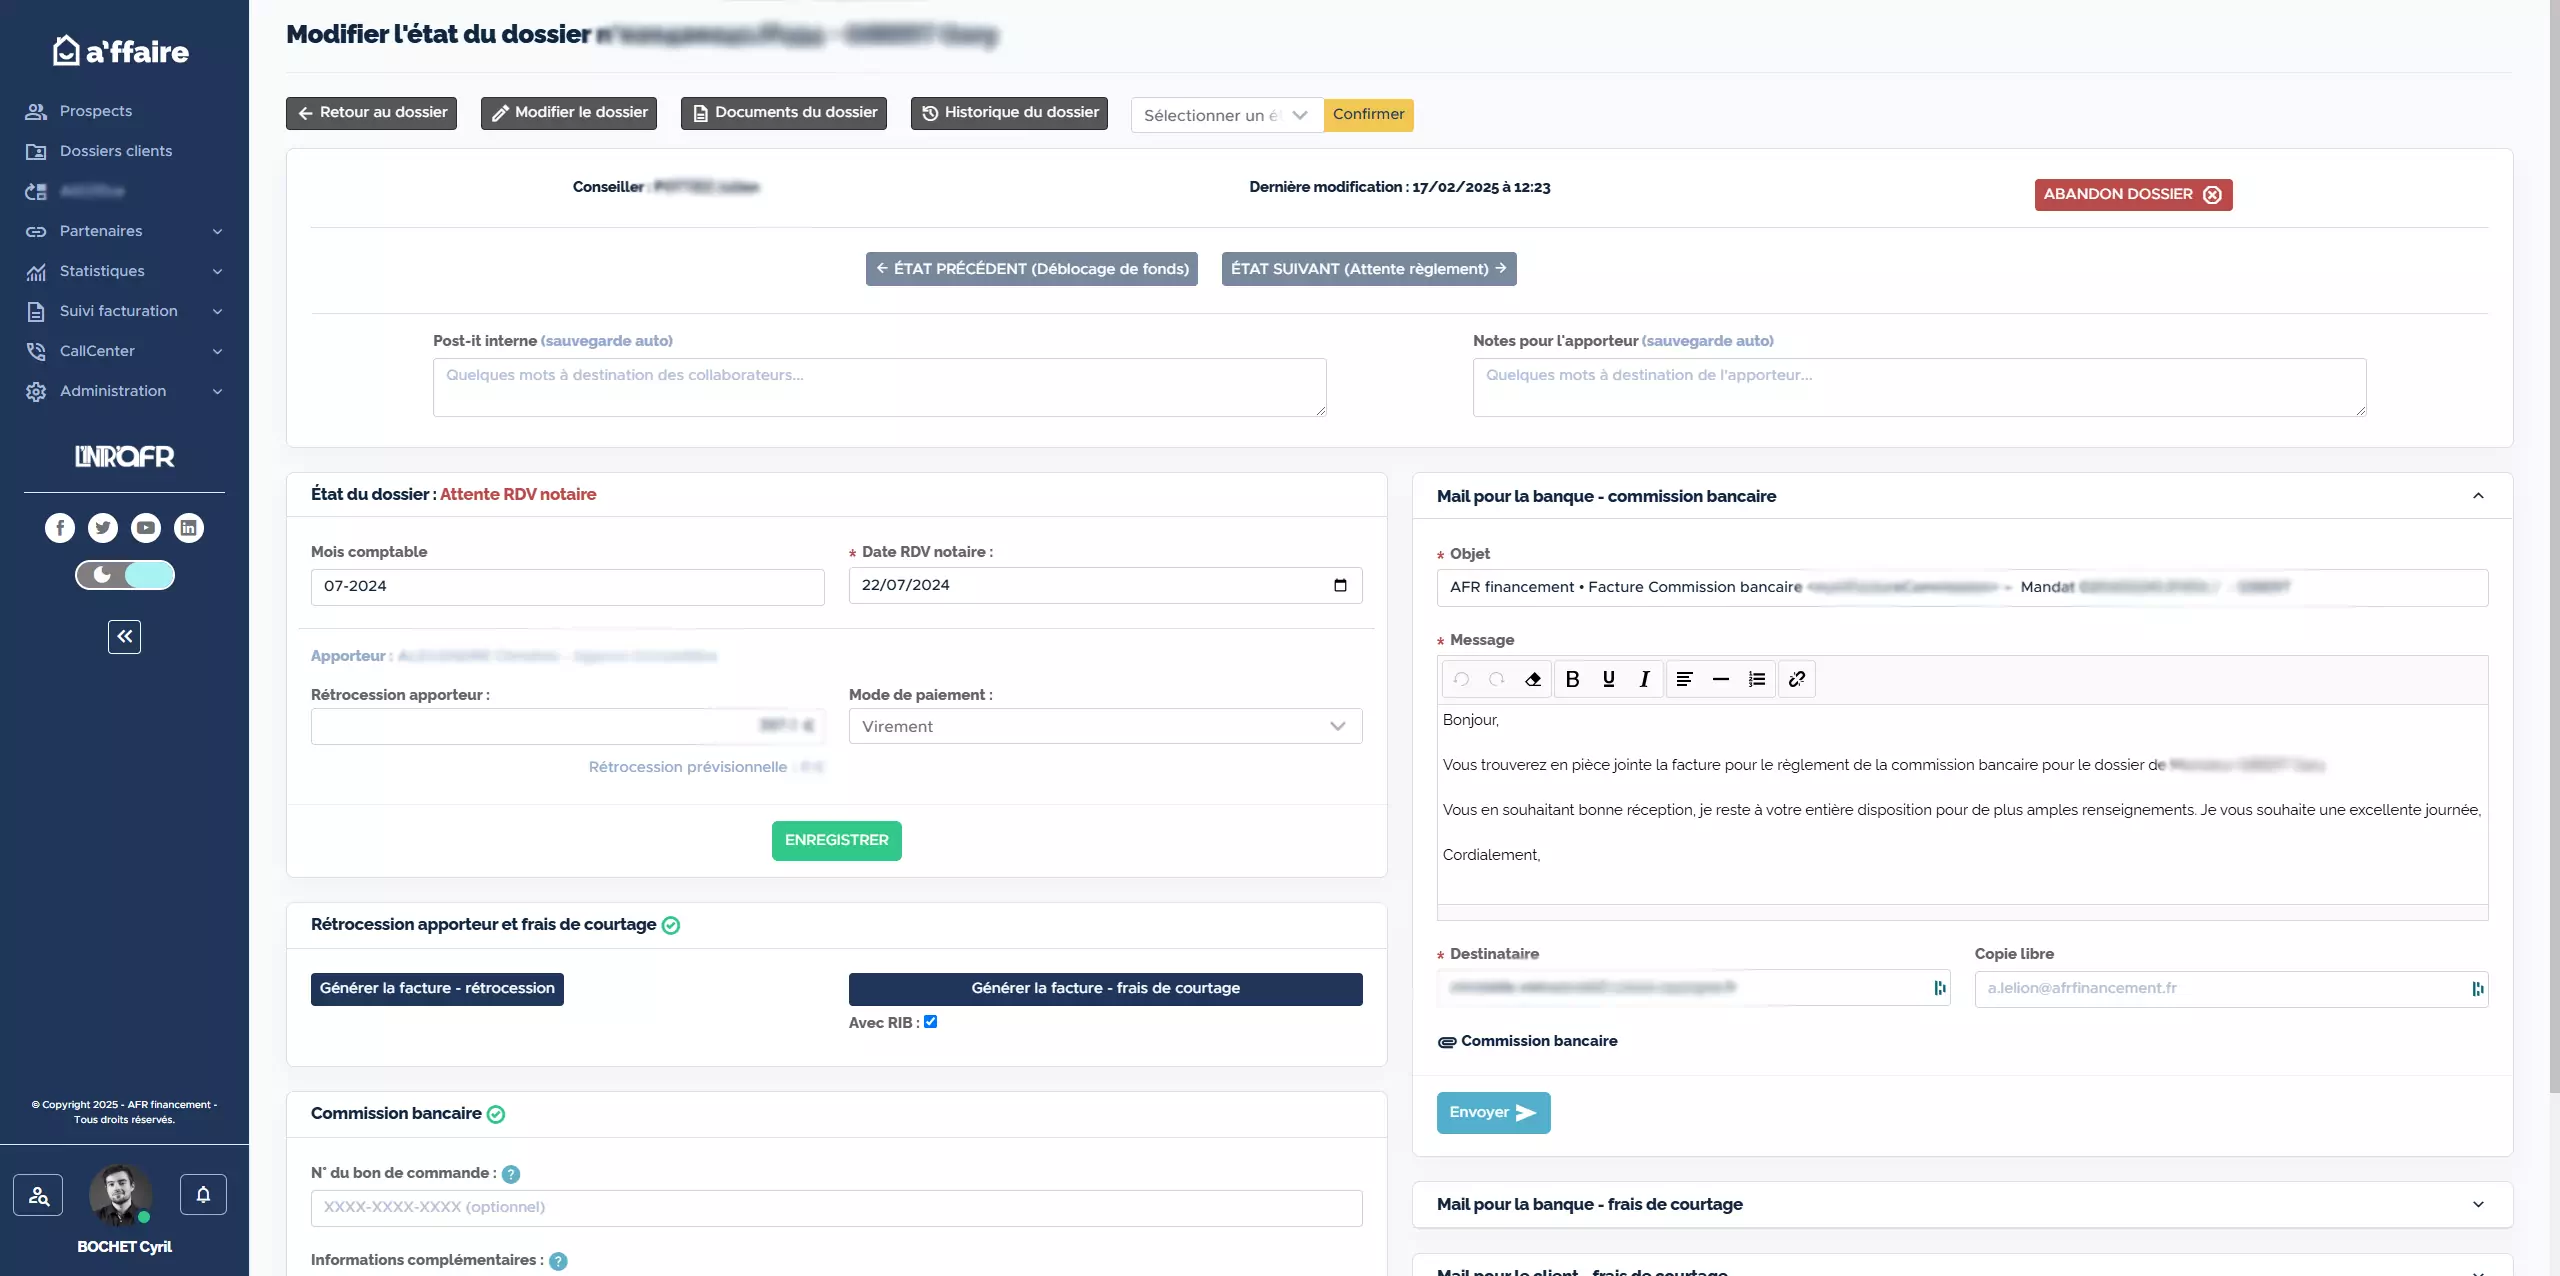 a'ffaire
Prospects
Dossiers clients
Partenaires
Statistiques
Suivi facturation
CallCenter
Administration
L'INTR'AFR
© Copyright 2025 - AFR financement -
Tous droits réservés.
BOCHET Cyril
Modifier l'état du dossier
Retour au dossier
Modifier le dossier
Documents du dossier
Historique du dossier
Sélectionner un é
Confirmer
Conseiller :
Dernière modification : 17/02/2025 à 12:23
ABANDON DOSSIER
← ÉTAT PRÉCÉDENT (Déblocage de fonds)
ÉTAT SUIVANT (Attente règlement) →
Post-it interne (sauvegarde auto)
Quelques mots à destination des collaborateurs...
Notes pour l'apporteur (sauvegarde auto)
Quelques mots à destination de l'apporteur...
État du dossier : Attente RDV notaire
Mois comptable
07-2024
* Date RDV notaire :
22/07/2024
Apporteur :
Rétrocession apporteur :
€
Mode de paiement :
Virement
Rétrocession prévisionnelle :
ENREGISTRER
Rétrocession apporteur et frais de courtage
Générer la facture - rétrocession
Générer la facture - frais de courtage
Avec RIB :
Commission bancaire
N° du bon de commande : ?
XXXX-XXXX-XXXX (optionnel)
Informations complémentaires : ?
Mail pour la banque - commission bancaire
* Objet
AFR financement • Facture Commission bancaire - Mandat
* Message
B U I
Bonjour,
Vous trouverez en pièce jointe la facture pour le règlement de la commission bancaire pour le dossier de
Vous en souhaitant bonne réception, je reste à votre entière disposition pour de plus amples renseignements. Je vous souhaite une excellente journée,
Cordialement,
* Destinataire
Copie libre
a.lelion@afrfinancement.fr
Commission bancaire
Envoyer
Mail pour la banque - frais de courtage
Mail pour le client - frais de courtage